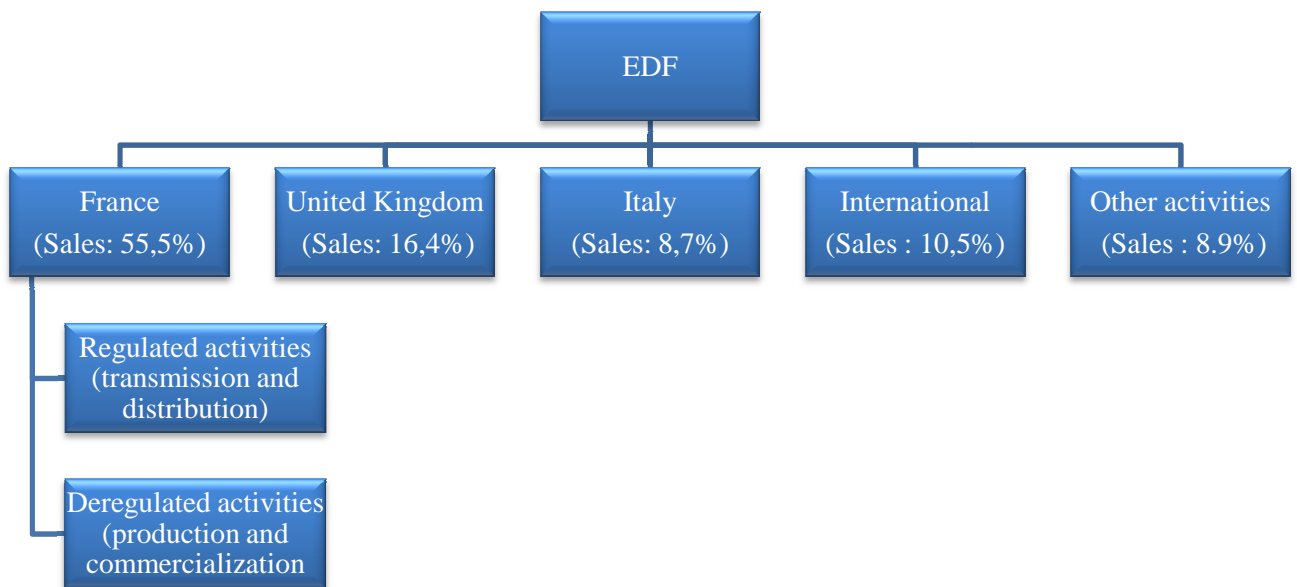 EDF
France
(Sales: 55,5%)
United Kingdom
(Sales: 16,4%)
Italy
(Sales: 8,7%)
International
(Sales : 10,5%)
Other activities
(Sales : 8.9%)
Regulated activities
(transmission and
distribution)
Deregulated activities
(production and
commercialization